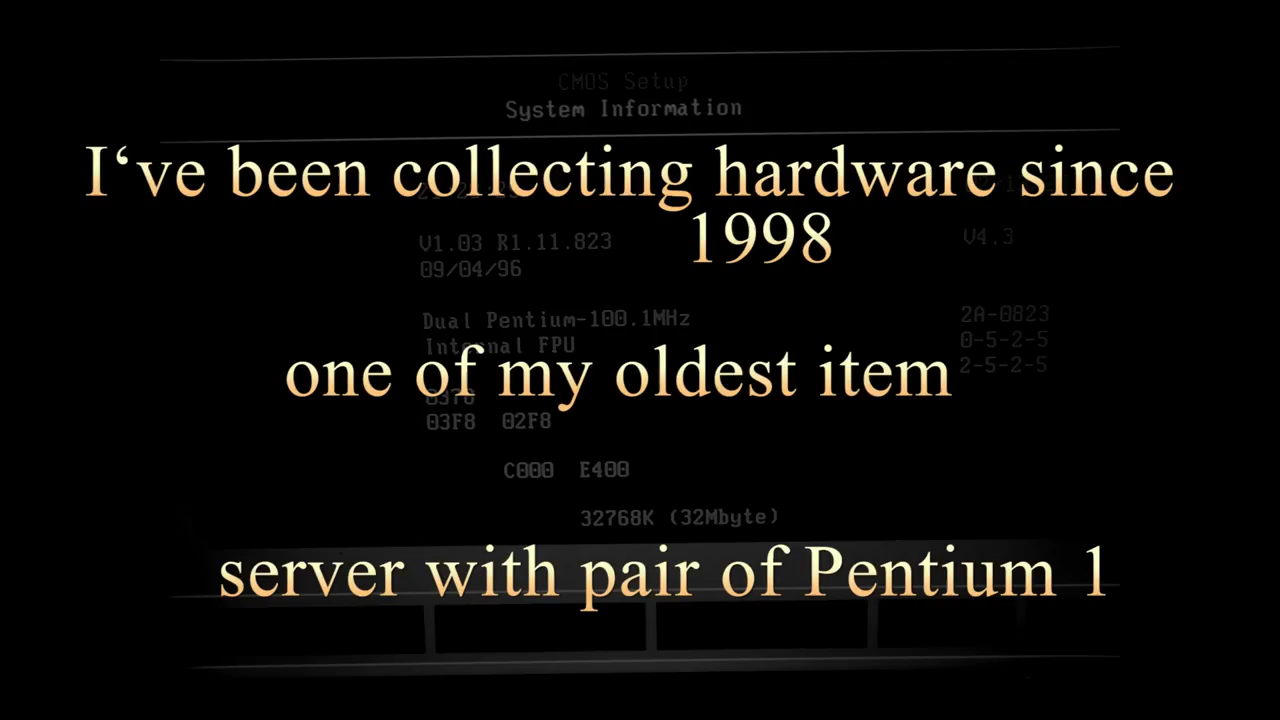 CMOS Setup
System Information
I‘ve been collecting hardware since
1998
V1.03 R1.11.823 V4.3
09/04/96
Dual Pentium-100.1MHz 2A-0823
Internal FPU 0-5-2-5
one of my oldest item
2-5-2-5
0378
03F8 02F8
C000 E400
32768K (32Mbyte)
server with pair of Pentium 1